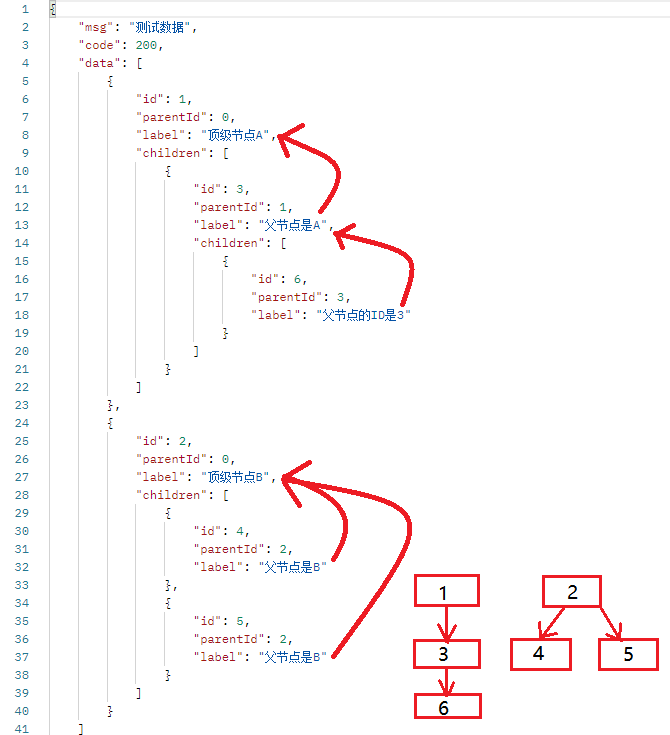 1 {
2 "msg": "测试数据",
3 "code": 200,
4 "data": [
5 {
6 "id": 1,
7 "parentId": 0,
8 "label": "顶级节点A",
9 "children": [
10 {
11 "id": 3,
12 "parentId": 1,
13 "label": "父节点是A",
14 "children": [
15 {
16 "id": 6,
17 "parentId": 3,
18 "label": "父节点的ID是3"
19 }
20 ]
21 }
22 ]
23 },
24 {
25 "id": 2,
26 "parentId": 0,
27 "label": "顶级节点B",
28 "children": [
29 {
30 "id": 4,
31 "parentId": 2,
32 "label": "父节点是B"
33 },
34 {
35 "id": 5,
36 "parentId": 2,
37 "label": "父节点是B"
38 }
39 ]
40 }
41 ]
1 2
3 4 5
6